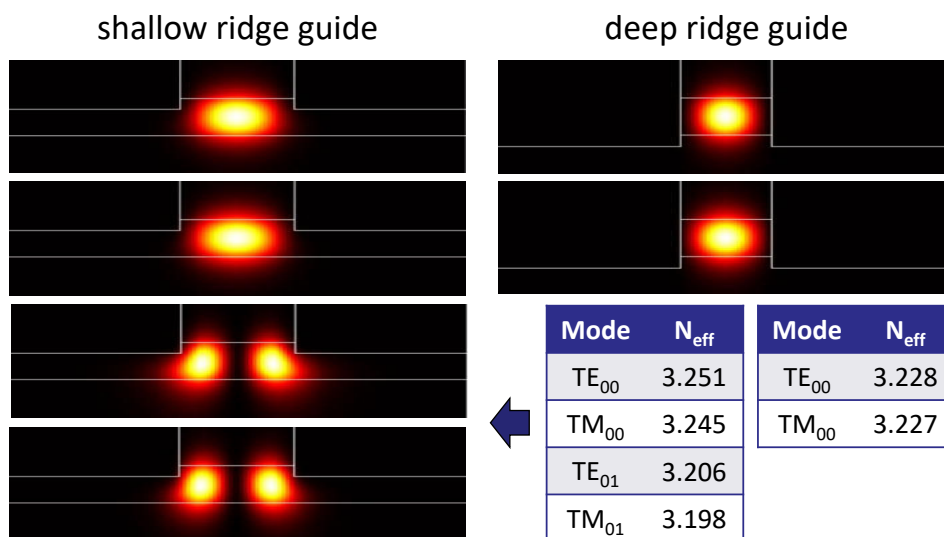 shallow ridge guide
deep ridge guide
Mode Neff
TE00 3.251
TM00 3.245
TE01 3.206
TM01 3.198
Mode Neff
TE00 3.228
TM00 3.227